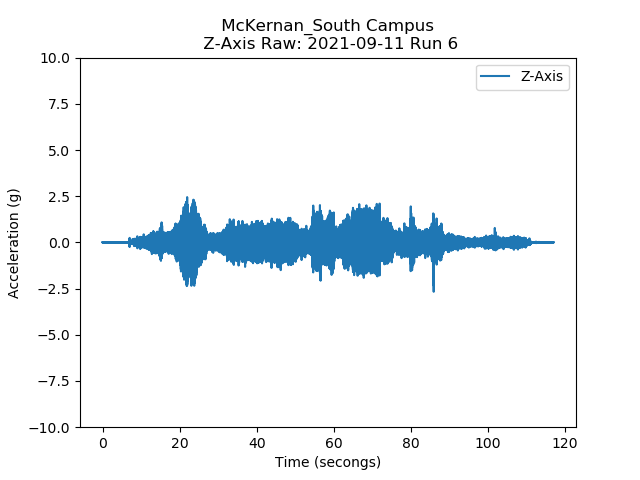 McKernan_South Campus
Z-Axis Raw: 2021-09-11 Run 6
Z-Axis
10.0
7.5
5.0
2.5
0.0
−2.5
−5.0
−7.5
−10.0
Acceleration (g)
0 20 40 60 80 100 120
Time (secongs)